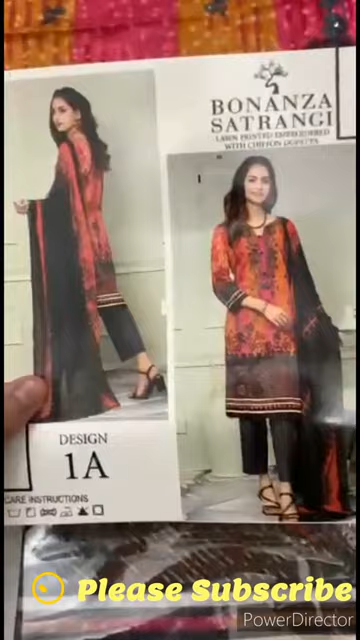 BONANZA
SATRANGI
LAWN PRINTED EMBROIDERED
WITH CHIFFON DUPATTA
DESIGN
1A
CARE INSTRUCTIONS
Please Subscribe
PowerDirector